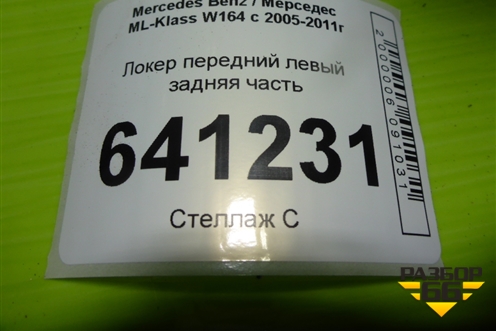 Mercedes Benz / Мерседес
ML-Klass W164 с 2005-2011г
Локер передний левый
задняя часть
641231
Стеллаж С
2000006091031
РАЗБОР
66